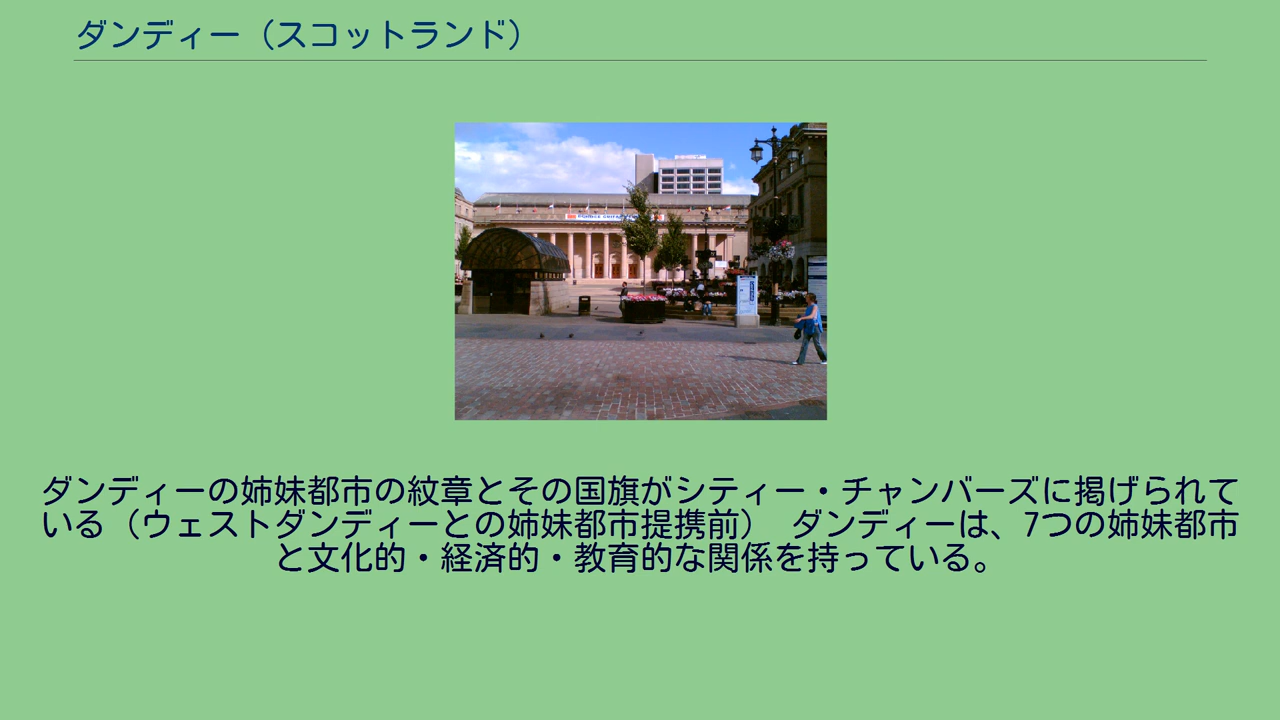 ダンディー（スコットランド）
ダンディーの姉妹都市の紋章とその国旗がシティー・チャンバーズに掲げられて
いる（ウェストダンディーとの姉妹都市提携前）　ダンディーは、7つの姉妹都市
と文化的・経済的・教育的な関係を持っている。